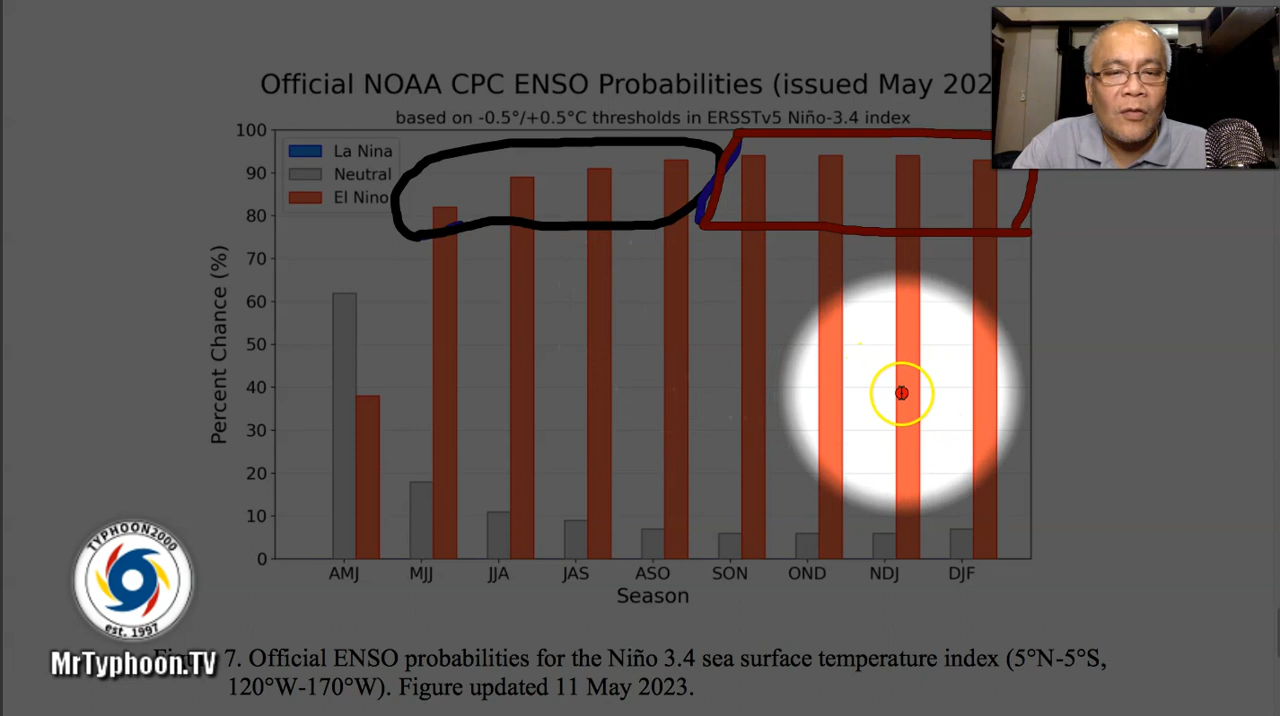 Official NOAA CPC ENSO Probabilities (issued May 202
based on -0.5°/+0.5°C thresholds in ERSSTv5 Niño-3.4 index
100
90
80
70
60
50
40
30
20
10
0
Percent Chance (%)
La Nina
Neutral
El Nino
AMJ MJJ JJA JAS ASO SON OND NDJ DJF
Season
TYPHOON2000
est. 1997
MrTyphoon.TV
7. Official ENSO probabilities for the Niño 3.4 sea surface temperature index (5°N-5°S,
120°W-170°W). Figure updated 11 May 2023.